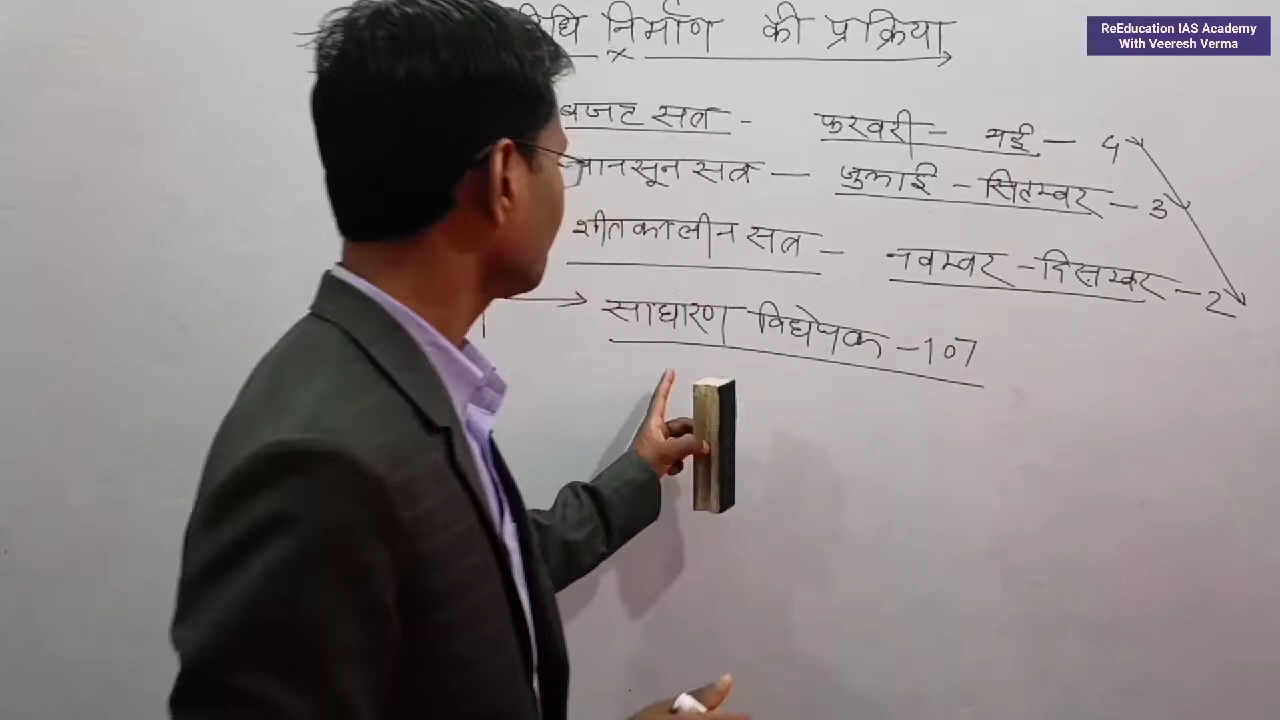 विधि निर्माण की प्रक्रिया
ReEducation IAS Academy
With Veeresh Verma
बजट सत्र - फरवरी - मई - 4
मानसून सत्र - जुलाई - सितम्बर - 3
शीतकालीन सत्र - नवम्बर - दिसम्बर - 2
साधारण विधेयक - 107